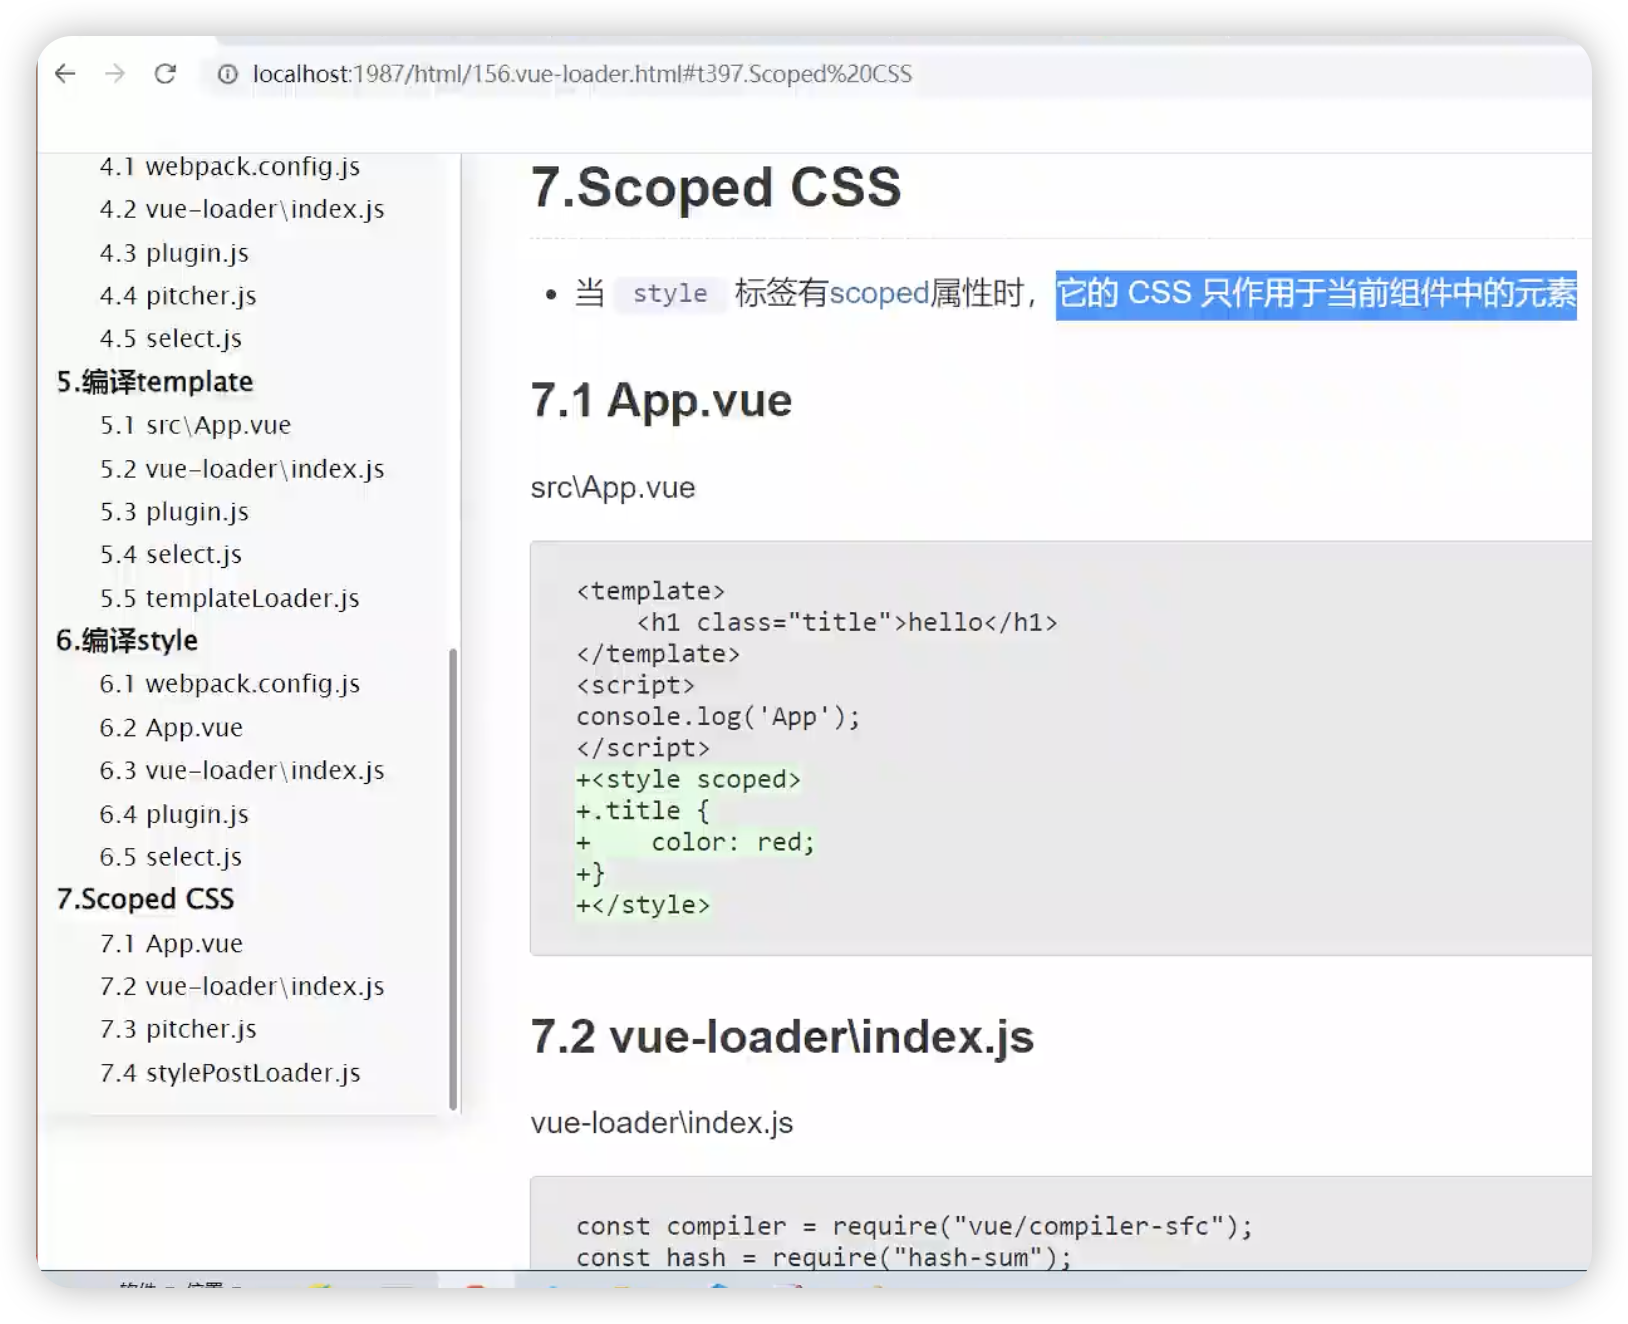 localhost:1987/html/156.vue-loader.html#t397.Scoped%20CSS
4.1 webpack.config.js
4.2 vue-loader\index.js
4.3 plugin.js
4.4 pitcher.js
4.5 select.js
5.编译template
5.1 src\App.vue
5.2 vue-loader\index.js
5.3 plugin.js
5.4 select.js
5.5 templateLoader.js
6.编译style
6.1 webpack.config.js
6.2 App.vue
6.3 vue-loader\index.js
6.4 plugin.js
6.5 select.js
7.Scoped CSS
7.1 App.vue
7.2 vue-loader\index.js
7.3 pitcher.js
7.4 stylePostLoader.js
7.Scoped CSS
• 当 style 标签有scoped属性时，它的 CSS 只作用于当前组件中的元素
7.1 App.vue
src\App.vue
<template>
    <h1 class="title">hello</h1>
</template>
<script>
console.log('App');
</script>
+<style scoped>
+.title {
+    color: red;
+}
+</style>
7.2 vue-loader\index.js
vue-loader\index.js
const compiler = require("vue/compiler-sfc");
const hash = require("hash-sum");